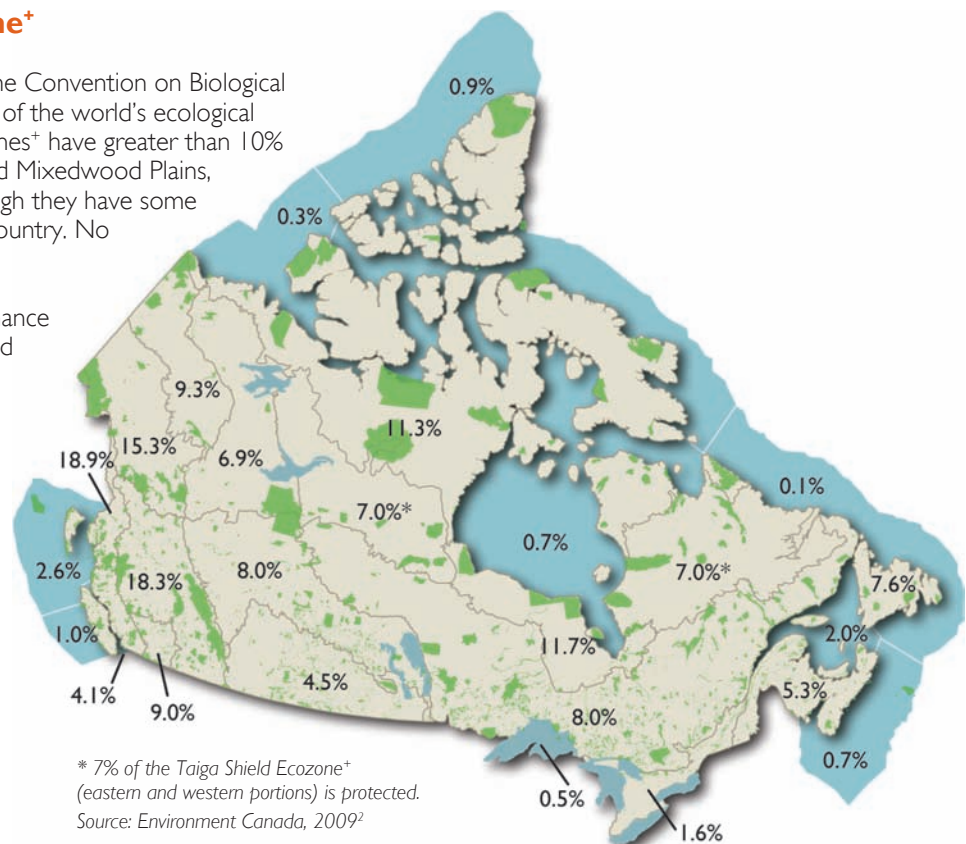 ne⁺
he Convention on Biological
of the world's ecological
nes⁺ have greater than 10%
d Mixedwood Plains,
gh they have some
ountry. No
ance
d
0.9%
0.3%
9.3%
11.3%
15.3%
6.9%
18.9%
7.0%*
0.1%
0.7%
2.6%
18.3%
8.0%
7.0%*
7.6%
1.0%
11.7%
2.0%
4.1%
9.0%
4.5%
5.3%
8.0%
0.7%
0.5%
1.6%
* 7% of the Taiga Shield Ecozone⁺
(eastern and western portions) is protected.
Source: Environment Canada, 2009²